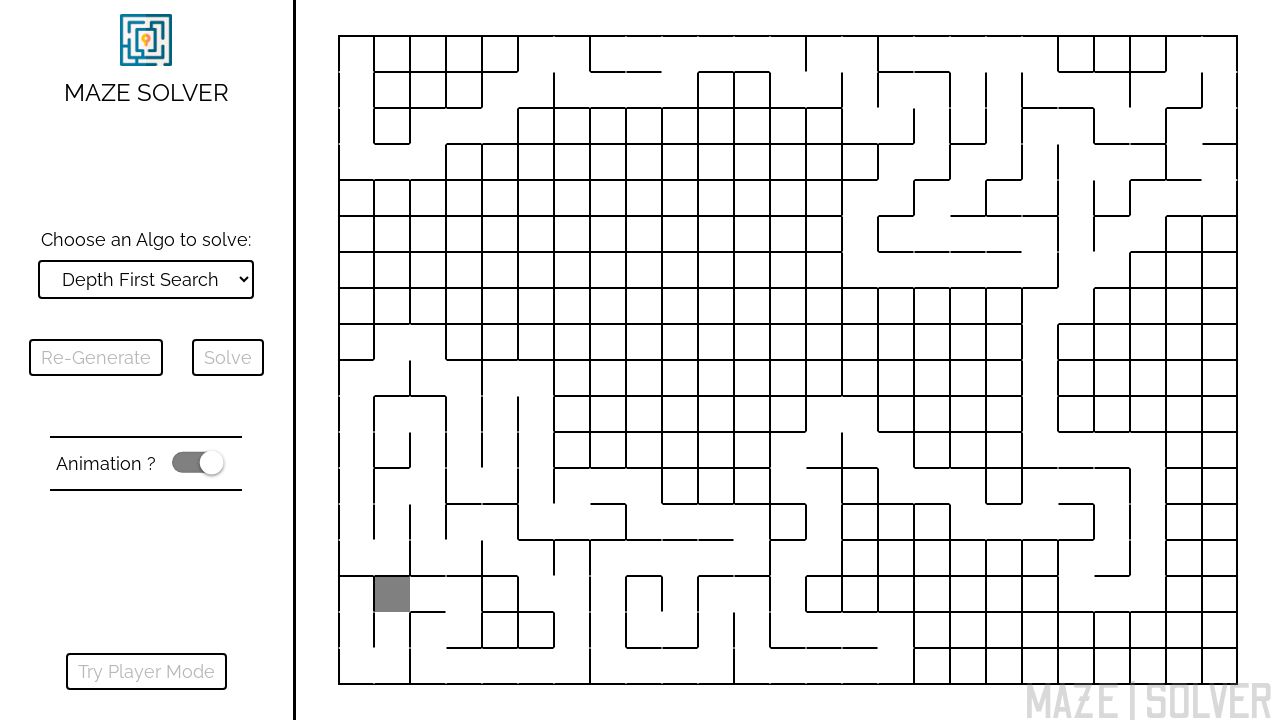 MAZE SOLVER
Choose an Algo to solve:
Depth First Search
Re-Generate
Solve
Animation ?
Try Player Mode
MAZE | SOLVER